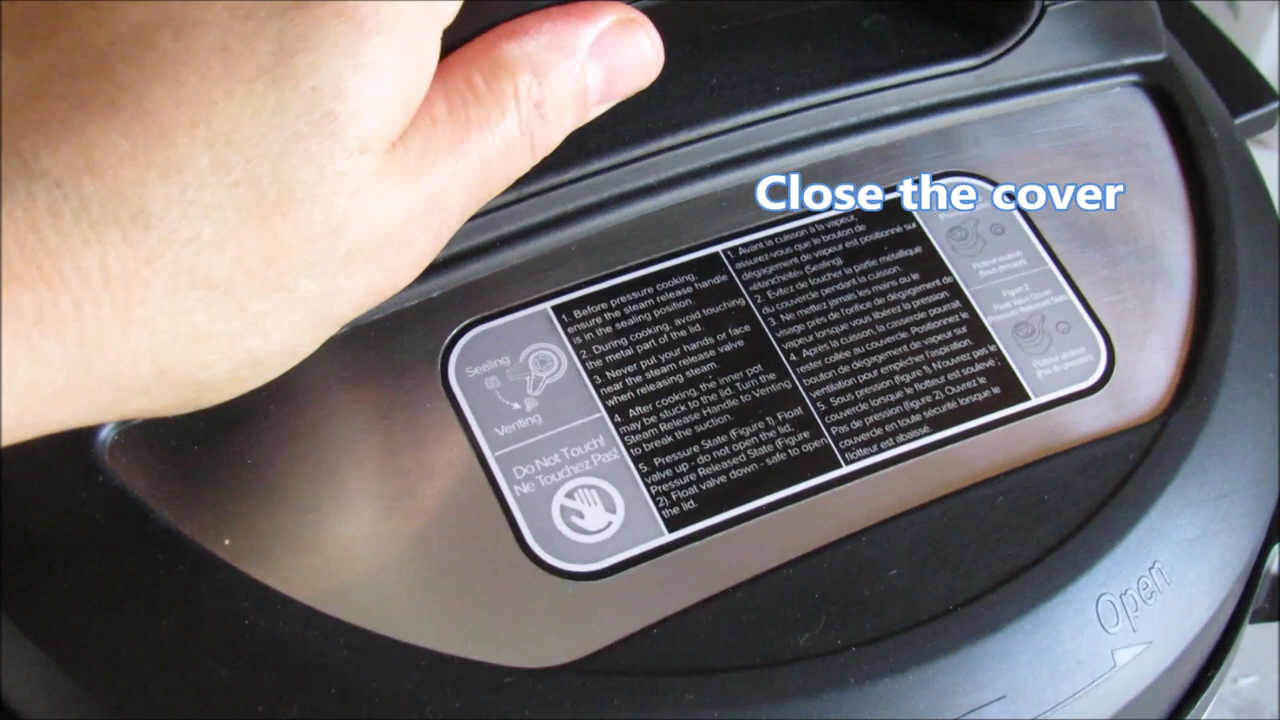 Close the cover
Sealing
Venting
Do Not Touch!
Ne Touchez Pas!
1. Before pressure cooking,
ensure the steam release handle
is in the sealing position.
2. During cooking, avoid touching
the metal part of the lid.
3. Never put your hands or face
near the steam release valve
when releasing steam.
4. After cooking, the inner pot
may be stuck to the lid. Turn the
Steam Release Handle to Venting
to break the suction.
5. Pressure State (Figure 1). Float
valve up - do not open the lid.
Pressure Released State (Figure
2). Float valve down - safe to open
the lid.
1. Avant la cuisson à la vapeur,
assurez-vous que le bouton de
dégagement de vapeur est positionné sur
«étanchéité» (Sealing).
2. Évitez de toucher la partie métallique
du couvercle pendant la cuisson.
3. Ne mettez jamais les mains ou le
visage près de l'orifice de dégagement de
vapeur lorsque vous libérez la pression.
4. Après la cuisson, la casserole pourra
rester collée au couvercle. Positionnez le
bouton de dégagement de vapeur sur
ventilation pour empêcher l'aspiration.
5. Sous pression (figure 1). N'ouvrez pas le
couvercle lorsque le flotteur est soulevé;
Pas de pression (figure 2). Ouvrez le
couvercle en toute sécurité lorsque le
flotteur est abaissé.
Flotteur soulevé
(Sous pression)
Figure 2
Float Valve Down
Flotteur abaissé
(Pas de pression)
Open